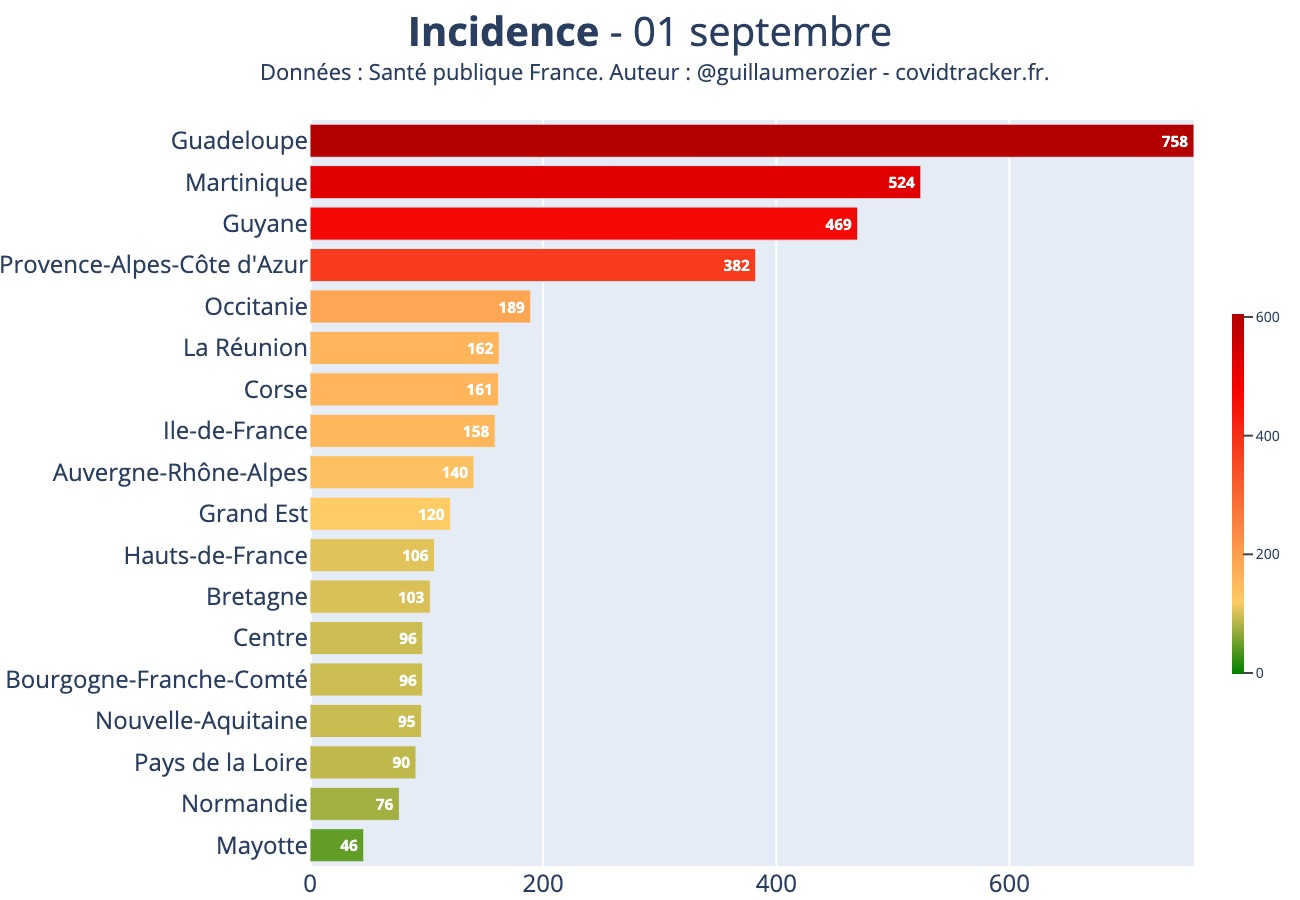 Incidence - 01 septembre
Données : Santé publique France. Auteur : @guillaumerozier - covidtracker.fr.
Guadeloupe 758
Martinique 524
Guyane 469
Provence-Alpes-Côte d'Azur 382
Occitanie 189
La Réunion 162
Corse 161
Ile-de-France 158
Auvergne-Rhône-Alpes 140
Grand Est 120
Hauts-de-France 106
Bretagne 103
Centre 96
Bourgogne-Franche-Comté 96
Nouvelle-Aquitaine 95
Pays de la Loire 90
Normandie 76
Mayotte 46
0 200 400 600
600
400
200
0